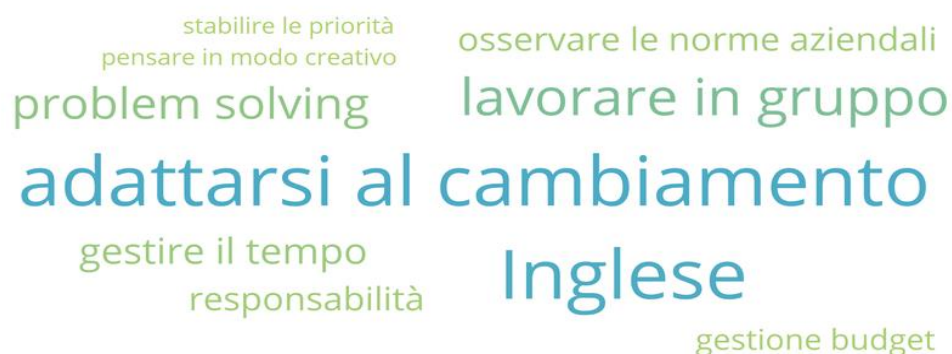 stabilire le priorità
pensare in modo creativo
osservare le norme aziendali
problem solving
lavorare in gruppo
adattarsi al cambiamento
gestire il tempo
Inglese
responsabilità
gestione budget